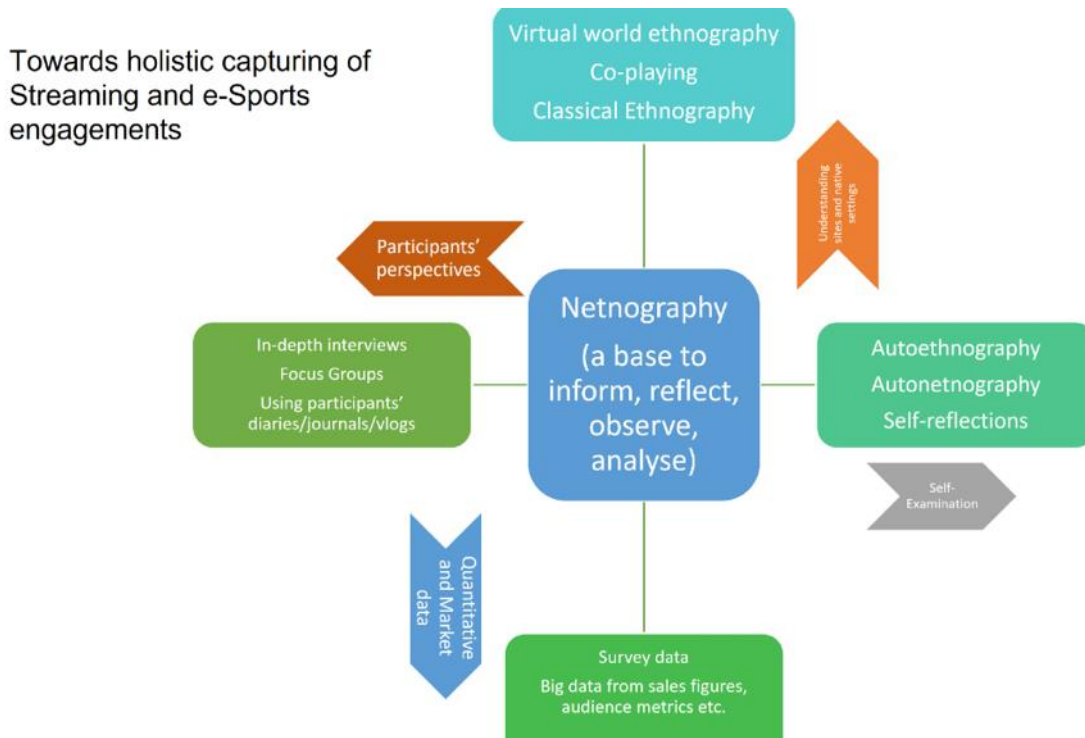 Towards holistic capturing of
Streaming and e-Sports
engagements
Virtual world ethnography
Co-playing
Classical Ethnography
Understanding
sites and native
settings
Participants'
perspectives
Netnography
(a base to
inform, reflect,
observe,
analyse)
In-depth interviews
Focus Groups
Using participants'
diaries/journals/vlogs
Autoethnography
Autonetnography
Self-reflections
Self-
Examination
Quantitative
and Market
data
Survey data
Big data from sales figures,
audience metrics etc.